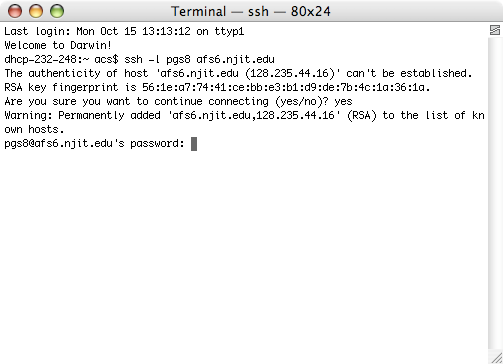 Terminal — ssh — 80x24
Last login: Mon Oct 15 13:13:12 on ttyp1
Welcome to Darwin!
dhcp-232-248:~ acs$ ssh -l pgs8 afs6.njit.edu
The authenticity of host 'afs6.njit.edu (128.235.44.16)' can't be established.
RSA key fingerprint is 56:1e:a7:74:41:ce:bb:e3:b1:d9:de:7b:4c:1a:36:1a.
Are you sure you want to continue connecting (yes/no)? yes
Warning: Permanently added 'afs6.njit.edu,128.235.44.16' (RSA) to the list of kn
own hosts.
pgs8@afs6.njit.edu's password: